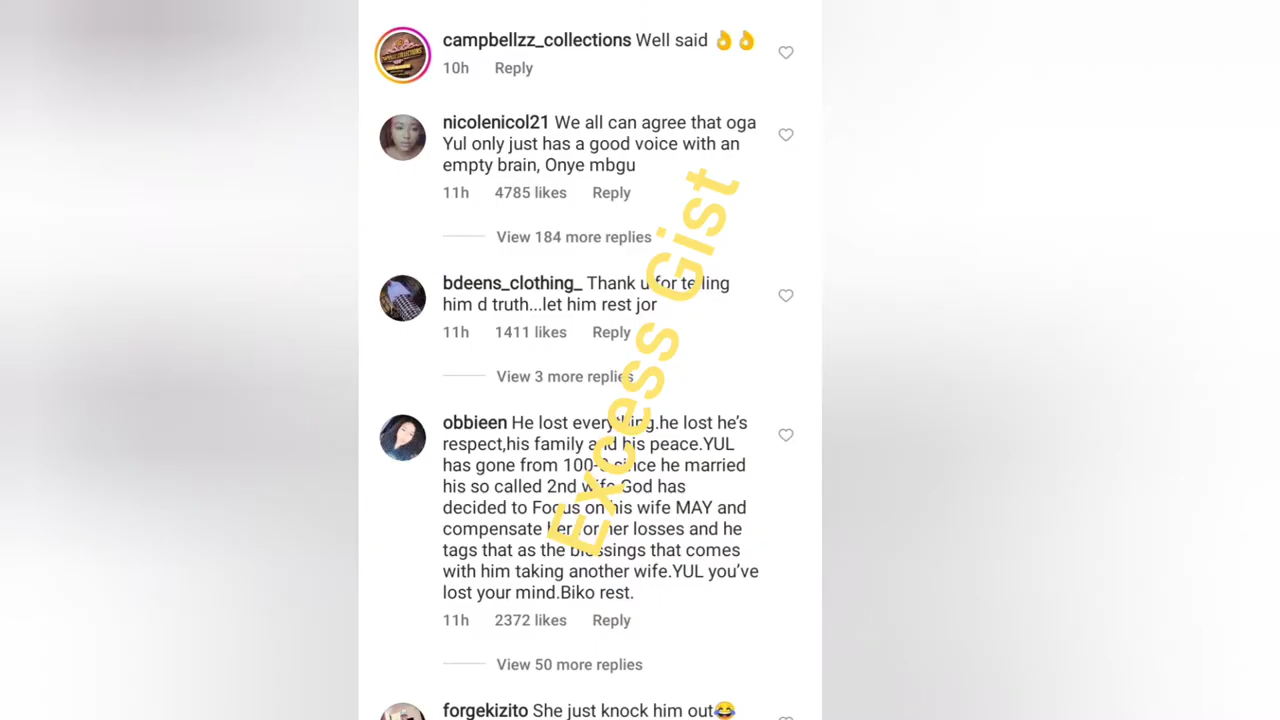 campbellzz_collections Well said 👌👌
10h Reply
nicolenicol21 We all can agree that oga
Yul only just has a good voice with an
empty brain, Onye mbgu
11h 4785 likes Reply
View 184 more replies
bdeens_clothing_ Thank u for telling
him d truth...let him rest jor
11h 1411 likes Reply
View 3 more replies
obbieen He lost everything.he lost he’s
respect,his family and his peace.YUL
has gone from 100-0 since he married
his so called 2nd wife.God has
decided to Focus on his wife MAY and
compensate her for her losses and he
tags that as the blessings that comes
with him taking another wife.YUL you’ve
lost your mind.Biko rest.
11h 2372 likes Reply
View 50 more replies
forgekizito She just knock him out😂
Excess Gist